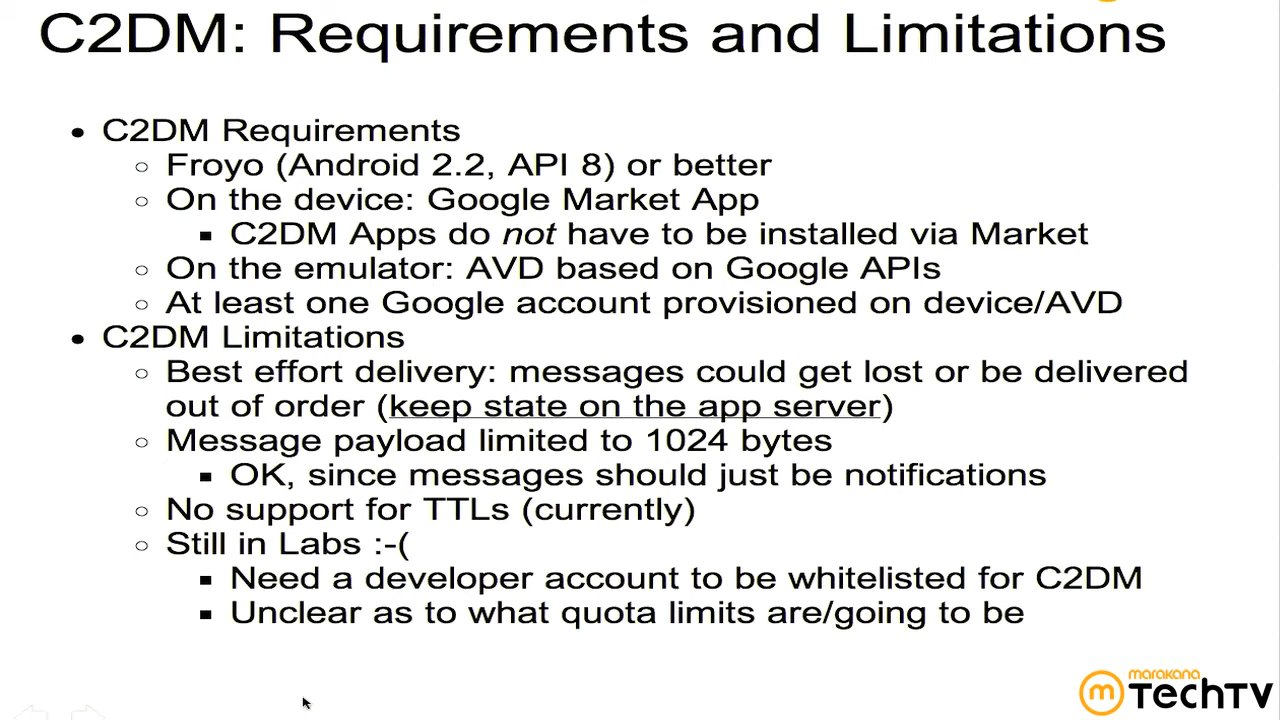 C2DM: Requirements and Limitations
• C2DM Requirements
○ Froyo (Android 2.2, API 8) or better
○ On the device: Google Market App
▪ C2DM Apps do not have to be installed via Market
○ On the emulator: AVD based on Google APIs
○ At least one Google account provisioned on device/AVD
• C2DM Limitations
○ Best effort delivery: messages could get lost or be delivered
out of order (keep state on the app server)
○ Message payload limited to 1024 bytes
▪ OK, since messages should just be notifications
○ No support for TTLs (currently)
○ Still in Labs :-(
▪ Need a developer account to be whitelisted for C2DM
▪ Unclear as to what quota limits are/going to be
marakana
TechTV